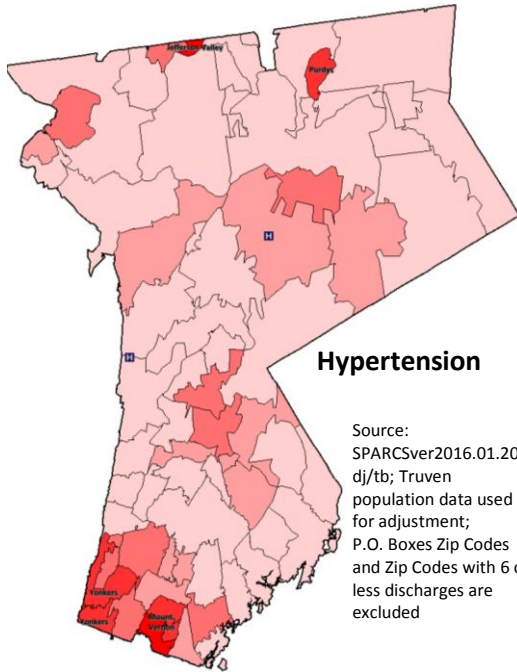 Jefferson Valley
Purdys
H
H
Hypertension
Source:
SPARCSver2016.01.20
dj/tb; Truven
population data used
for adjustment;
P.O. Boxes Zip Codes
and Zip Codes with 6 o
less discharges are
excluded
Yonkers
Mount
Vernon
Yonkers